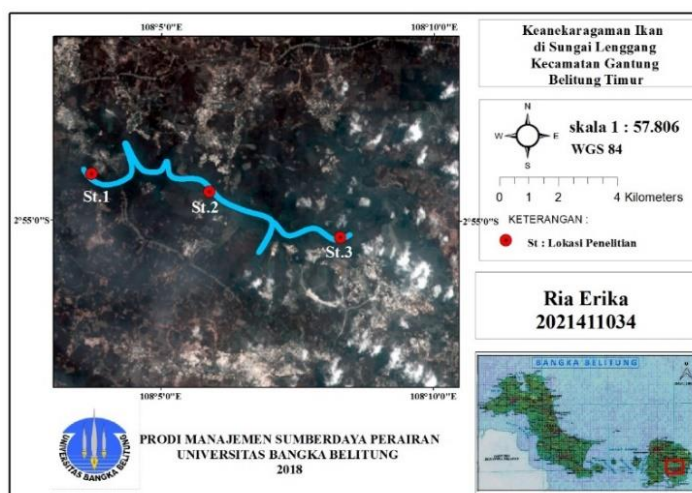 108°5'0"E
108°10'0"E
2°55'0"S
2°55'0"S
St.1
St.2
St.3
108°5'0"E
108°10'0"E
UNIVERSITAS BANGKA BELITUNG
PRODI MANAJEMEN SUMBERDAYA PERAIRAN
UNIVERSITAS BANGKA BELITUNG
2018
Keanekaragaman Ikan
di Sungai Lenggang
Kecamatan Gantung
Belitung Timur
N
W
E
S
skala 1 : 57.806
WGS 84
0 1 2 4 Kilometers
KETERANGAN :
St : Lokasi Penelitian
Ria Erika
2021411034
BANGKA BELITUNG